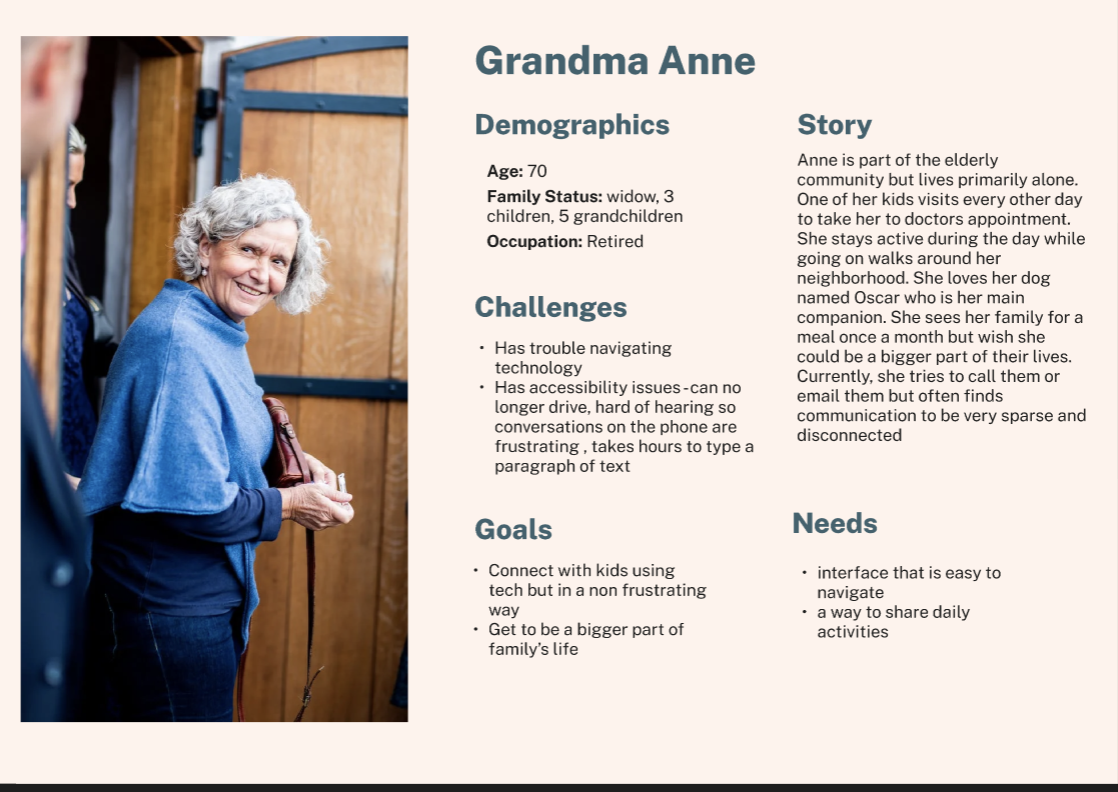 Grandma Anne
Demographics
Age: 70
Family Status: widow, 3
children, 5 grandchildren
Occupation: Retired
Challenges
• Has trouble navigating
technology
• Has accessibility issues-can no
longer drive, hard of hearing so
conversations on the phone are
frustrating , takes hours to type a
paragraph of text
Goals
• Connect with kids using
tech but in a non frustrating
way
• Get to be a bigger part of
family’s life
Story
Anne is part of the elderly
community but lives primarily alone.
One of her kids visits every other day
to take her to doctors appointment.
She stays active during the day while
going on walks around her
neighborhood. She loves her dog
named Oscar who is her main
companion. She sees her family for a
meal once a month but wish she
could be a bigger part of their lives.
Currently, she tries to call them or
email them but often finds
communication to be very sparse and
disconnected
Needs
• interface that is easy to
navigate
• a way to share daily
activities